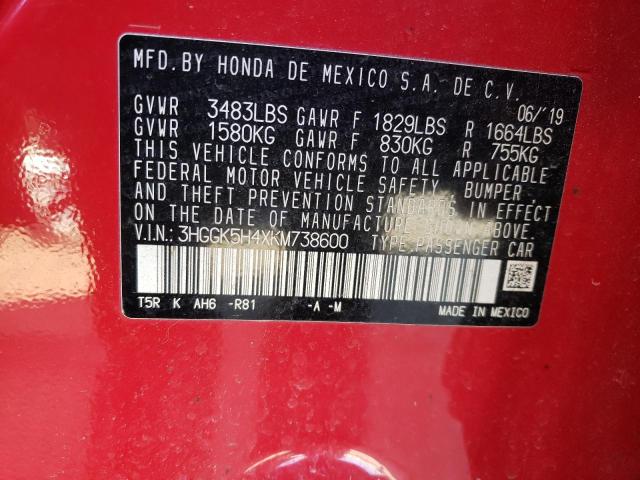 MFD. BY HONDA DE MEXICO S.A. DE C.V.
06/'19
GVWR 3483LBS GAWR F 1829LBS R 1664LBS
GVWR 1580KG GAWR F 830KG R 755KG
THIS VEHICLE CONFORMS TO ALL APPLICABLE
FEDERAL MOTOR VEHICLE SAFETY, BUMPER,
AND THEFT PREVENTION STANDARDS IN EFFECT
ON THE DATE OF MANUFACTURE SHOWN ABOVE.
V.I.N.: 3HGGK5H4XKM738600 TYPE:PASSENGER CAR
T5R K AH6 -R81 -A -M MADE IN MEXICO